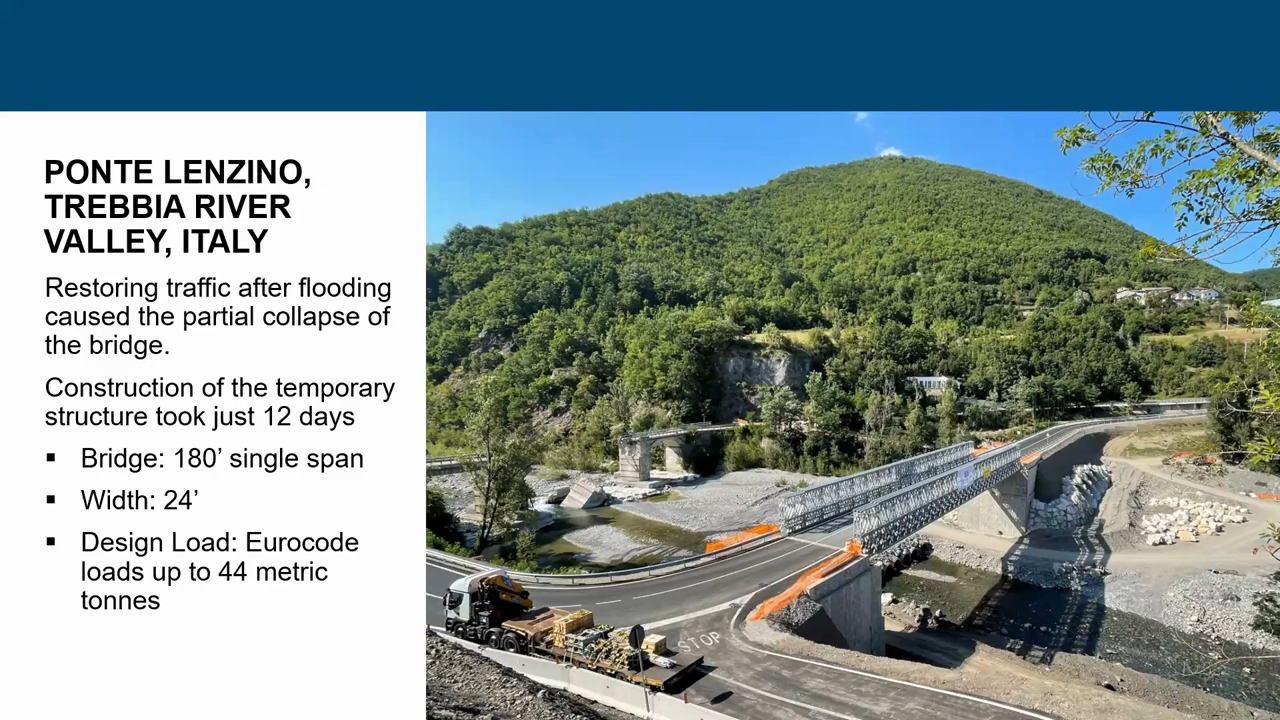 PONTE LENZINO,
TREBBIA RIVER
VALLEY, ITALY
Restoring traffic after flooding
caused the partial collapse of
the bridge.
Construction of the temporary
structure took just 12 days
▪ Bridge: 180’ single span
▪ Width: 24’
▪ Design Load: Eurocode
loads up to 44 metric
tonnes
STOP